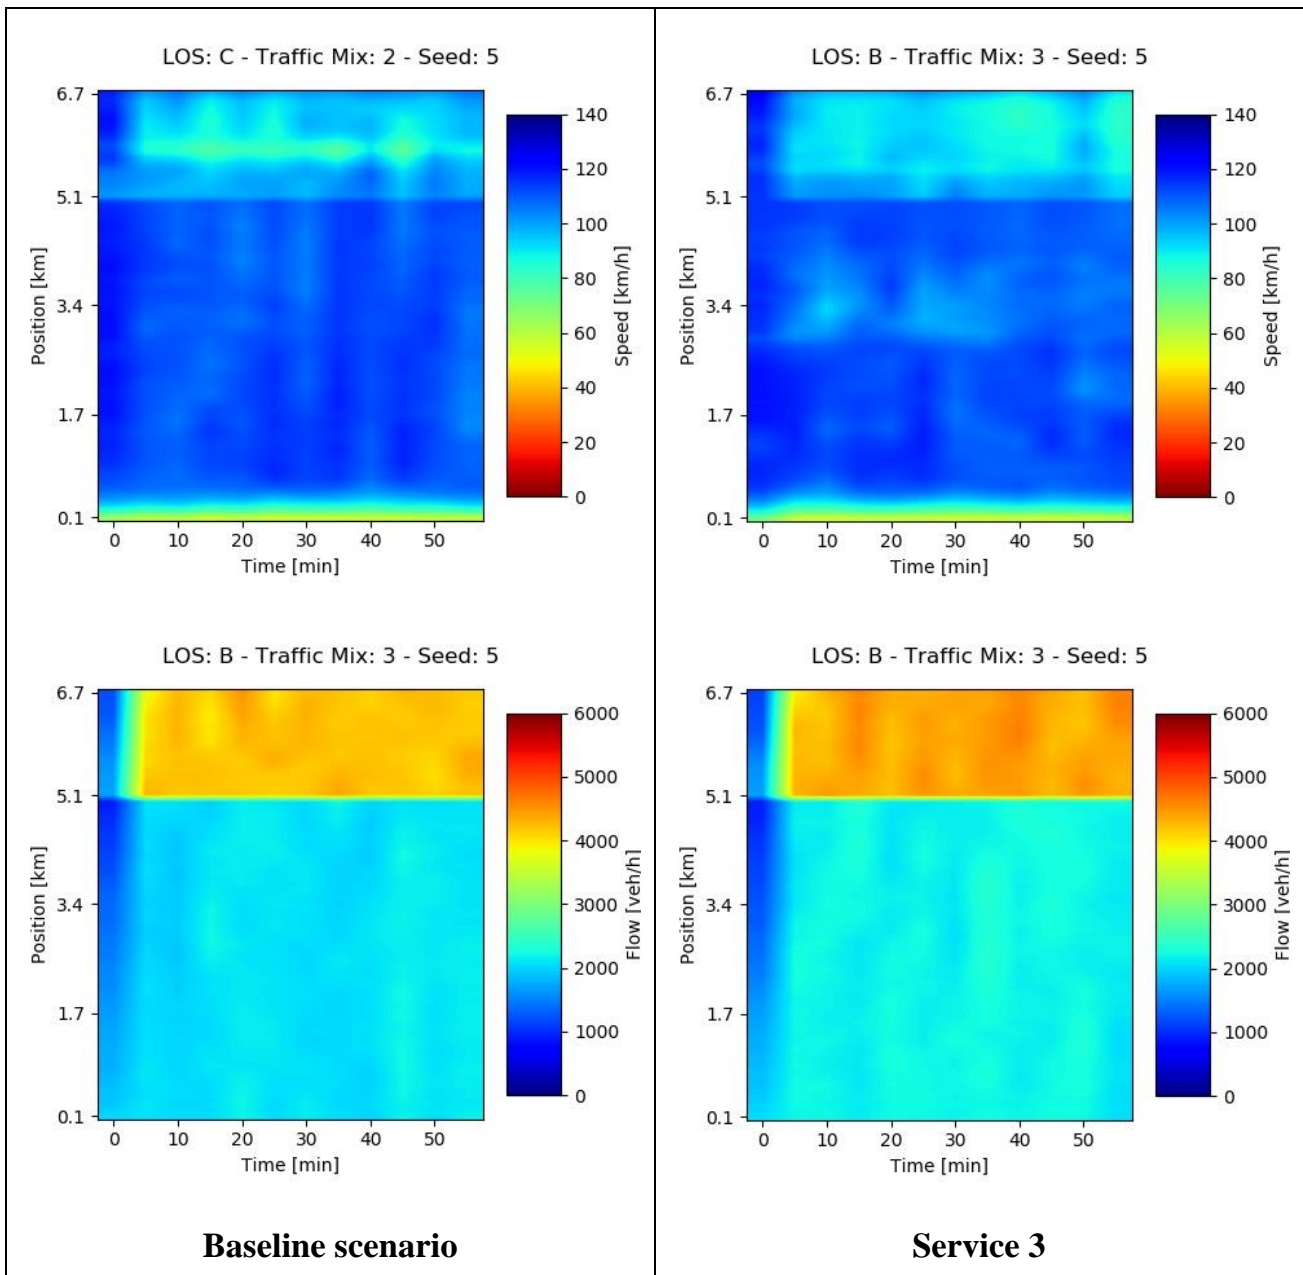 LOS: C - Traffic Mix: 2 - Seed: 5
6.7
5.1
3.4
1.7
0.1
Position [km]
0 10 20 30 40 50
Time [min]
140
120
100
80
60
40
20
0
Speed [km/h]
LOS: B - Traffic Mix: 3 - Seed: 5
6.7
5.1
3.4
1.7
0.1
Position [km]
0 10 20 30 40 50
Time [min]
140
120
100
80
60
40
20
0
Speed [km/h]
LOS: B - Traffic Mix: 3 - Seed: 5
6.7
5.1
3.4
1.7
0.1
Position [km]
0 10 20 30 40 50
Time [min]
6000
5000
4000
3000
2000
1000
0
Flow [veh/h]
LOS: B - Traffic Mix: 3 - Seed: 5
6.7
5.1
3.4
1.7
0.1
Position [km]
0 10 20 30 40 50
Time [min]
6000
5000
4000
3000
2000
1000
0
Flow [veh/h]
Baseline scenario
Service 3